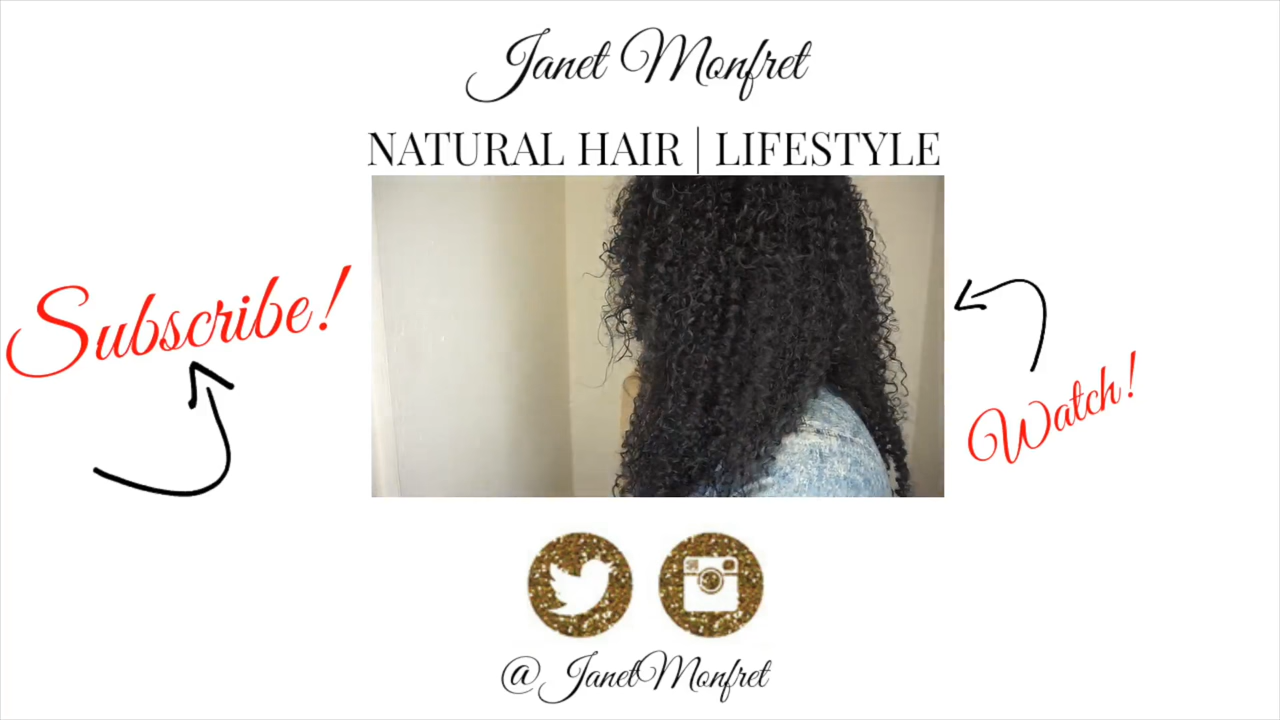 Janet Monfret
NATURAL HAIR | LIFESTYLE
Subscribe!
Watch!
@JanetMonfret